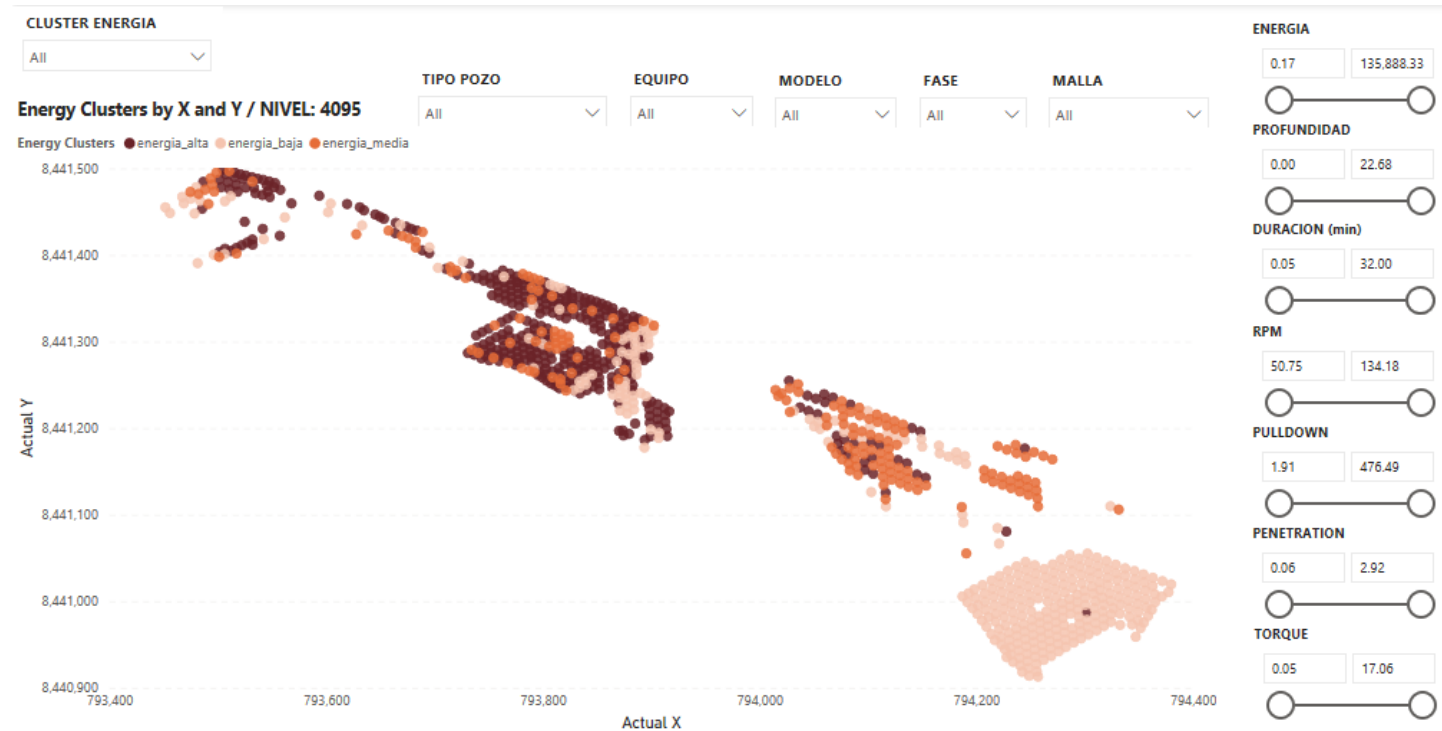 CLUSTER ENERGIA
All
TIPO POZO
All
EQUIPO
All
MODELO
All
FASE
All
MALLA
All
Energy Clusters by X and Y / NIVEL: 4095
Energy Clusters energia_alta energia_baja energia_media
8,441,500
8,441,400
8,441,300
8,441,200
8,441,100
8,441,000
8,440,900
Actual Y
793,400 793,600 793,800 794,000 794,200 794,400
Actual X
ENERGIA
0.17 135,888.33
PROFUNDIDAD
0.00 22.68
DURACION (min)
0.05 32.00
RPM
50.75 134.18
PULLDOWN
1.91 476.49
PENETRATION
0.06 2.92
TORQUE
0.05 17.06